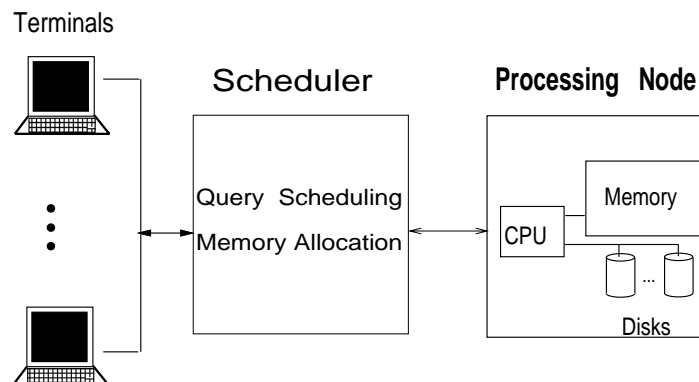 Terminals
Scheduler
Processing Node
Query Scheduling
Memory Allocation
Memory
CPU
...
Disks